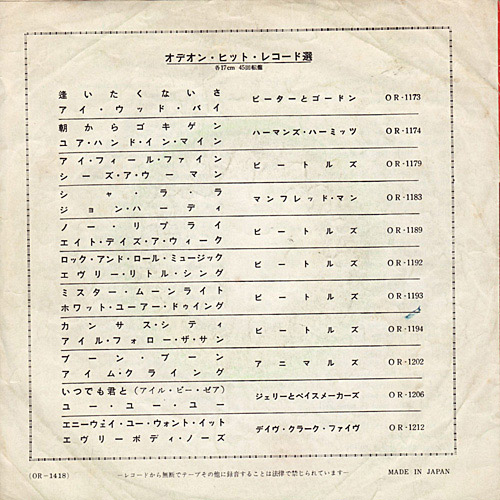 オデオン・ヒット・レコード選
各17cm 45回転盤
逢いたくないさ
アイ・ウッド・バイ
ピーターとゴードン OR-1173
朝からゴキゲン
ユア・ハンド・イン・マイン
ハーマンズ・ハーミッツ OR-1174
アイ・フィール・ファイン
シーズ・ア・ウーマン
ビートルズ OR-1179
シャ・ラ・ラ
ジョン・ハーディ
マンフレッド・マン OR-1183
ノー・リプライ
エイト・デイズ・ア・ウィーク
ビートルズ OR-1189
ロック・アンド・ロール・ミュージック
エヴリー・リトル・シング
ビートルズ OR-1192
ミスター・ムーンライト
ホワット・ユーアー・ドゥイング
ビートルズ OR-1193
カンサス・シティ
アイル・フォロー・ザ・サン
ビートルズ OR-1194
ブーン・ブーン
アイム・クライング
アニマルズ OR-1202
いつでも君と(アイル・ビー・ゼア)
ユー・ユー・ユー
ジェリーとペイスメーカーズ OR-1206
エニーウェイ・ユー・ウォント・イット
エヴリーボディ・ノーズ
デイヴ・クラーク・ファイヴ OR-1212
(OR-1418) —レコードから無断でテープその他に録音することは法律で禁じられています— MADE IN JAPAN